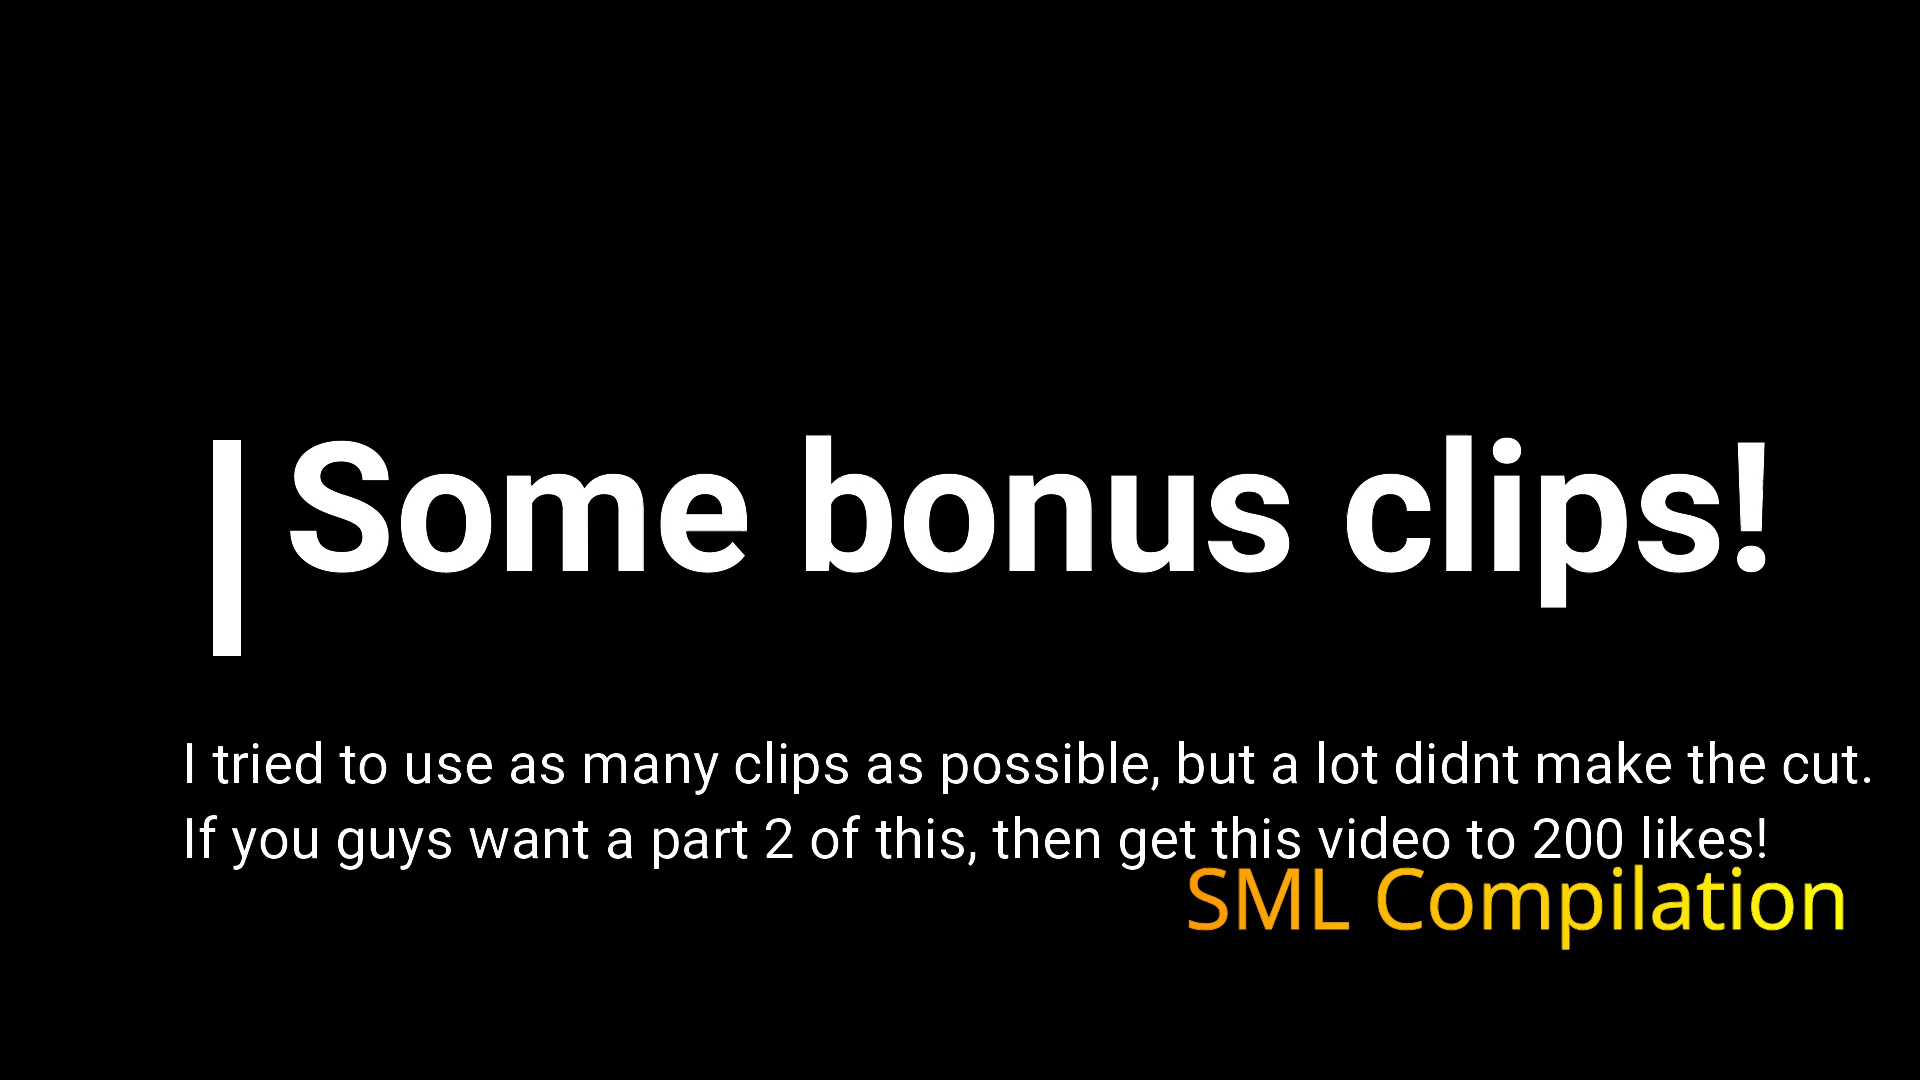 Some bonus clips!
I tried to use as many clips as possible, but a lot didnt make the cut.
If you guys want a part 2 of this, then get this video to 200 likes!
SML Compilation